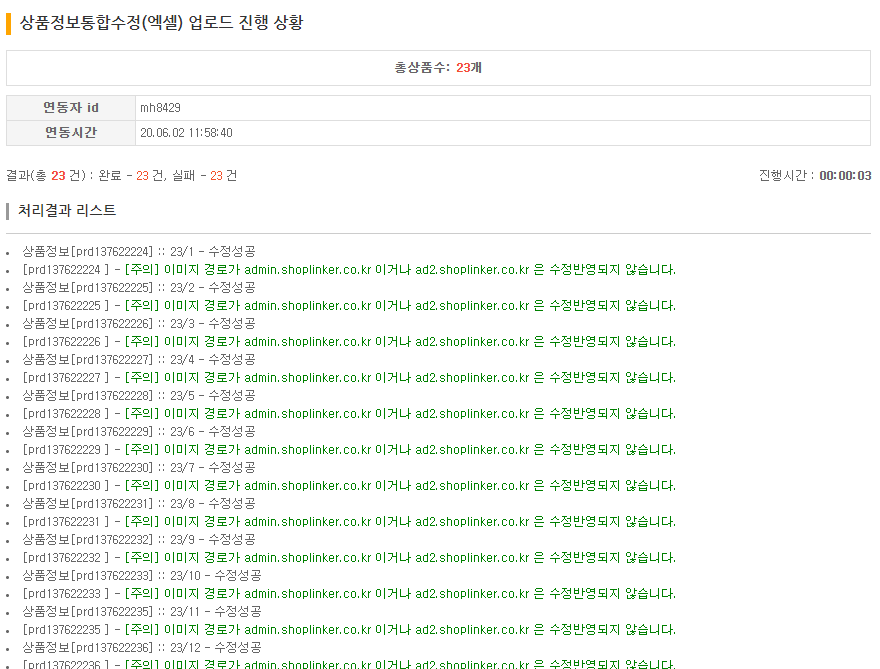 상품정보통합수정(엑셀) 업로드 진행 상황
총상품수: 23개
연동자 id mh8429
연동시간 20.06.02 11:58:40
결과(총 23 건) : 완료 - 23 건, 실패 - 23 건 진행시간 : 00:00:03
처리결과 리스트
상품정보[prd137622224] :: 23/1 - 수정성공
[prd137622224 ] - [주의] 이미지 경로가 admin.shoplinker.co.kr 이거나 ad2.shoplinker.co.kr 은 수정반영되지 않습니다.
상품정보[prd137622225] :: 23/2 - 수정성공
[prd137622225 ] - [주의] 이미지 경로가 admin.shoplinker.co.kr 이거나 ad2.shoplinker.co.kr 은 수정반영되지 않습니다.
상품정보[prd137622226] :: 23/3 - 수정성공
[prd137622226 ] - [주의] 이미지 경로가 admin.shoplinker.co.kr 이거나 ad2.shoplinker.co.kr 은 수정반영되지 않습니다.
상품정보[prd137622227] :: 23/4 - 수정성공
[prd137622227 ] - [주의] 이미지 경로가 admin.shoplinker.co.kr 이거나 ad2.shoplinker.co.kr 은 수정반영되지 않습니다.
상품정보[prd137622228] :: 23/5 - 수정성공
[prd137622228 ] - [주의] 이미지 경로가 admin.shoplinker.co.kr 이거나 ad2.shoplinker.co.kr 은 수정반영되지 않습니다.
상품정보[prd137622229] :: 23/6 - 수정성공
[prd137622229 ] - [주의] 이미지 경로가 admin.shoplinker.co.kr 이거나 ad2.shoplinker.co.kr 은 수정반영되지 않습니다.
상품정보[prd137622230] :: 23/7 - 수정성공
[prd137622230 ] - [주의] 이미지 경로가 admin.shoplinker.co.kr 이거나 ad2.shoplinker.co.kr 은 수정반영되지 않습니다.
상품정보[prd137622231] :: 23/8 - 수정성공
[prd137622231 ] - [주의] 이미지 경로가 admin.shoplinker.co.kr 이거나 ad2.shoplinker.co.kr 은 수정반영되지 않습니다.
상품정보[prd137622232] :: 23/9 - 수정성공
[prd137622232 ] - [주의] 이미지 경로가 admin.shoplinker.co.kr 이거나 ad2.shoplinker.co.kr 은 수정반영되지 않습니다.
상품정보[prd137622233] :: 23/10 - 수정성공
[prd137622233 ] - [주의] 이미지 경로가 admin.shoplinker.co.kr 이거나 ad2.shoplinker.co.kr 은 수정반영되지 않습니다.
상품정보[prd137622235] :: 23/11 - 수정성공
[prd137622235 ] - [주의] 이미지 경로가 admin.shoplinker.co.kr 이거나 ad2.shoplinker.co.kr 은 수정반영되지 않습니다.
상품정보[prd137622236] :: 23/12 - 수정성공
[prd137622236 ] - [주의] 이미지 경로가 admin.shoplinker.co.kr 이거나 ad2.shoplinker.co.kr 은 수정반영되지 않습니다.